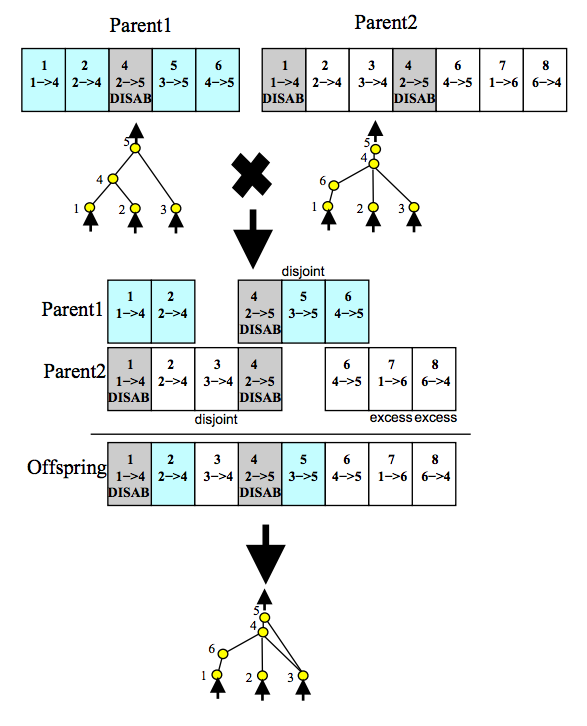 Parent1 Parent2
1 2 4 5 6 1 2 3 4 6 7 8
1–>4 2–>4 2–>5 3–>5 4–>5 1–>4 2–>4 3–>4 2–>5 4–>5 1–>6 6–>4
DISAB DISAB DISAB
5 5
4 4
6
1 2 3 1 2 3
disjoint
Parent1 1 2 4 5 6
1–>4 2–>4 2–>5 3–>5 4–>5
DISAB
Parent2 1 2 3 4 6 7 8
1–>4 2–>4 3–>4 2–>5 4–>5 1–>6 6–>4
DISAB DISAB
disjoint excess excess
Offspring 1 2 3 4 5 6 7 8
1–>4 2–>4 3–>4 2–>5 3–>5 4–>5 1–>6 6–>4
DISAB DISAB
5
4
6
1 2 3